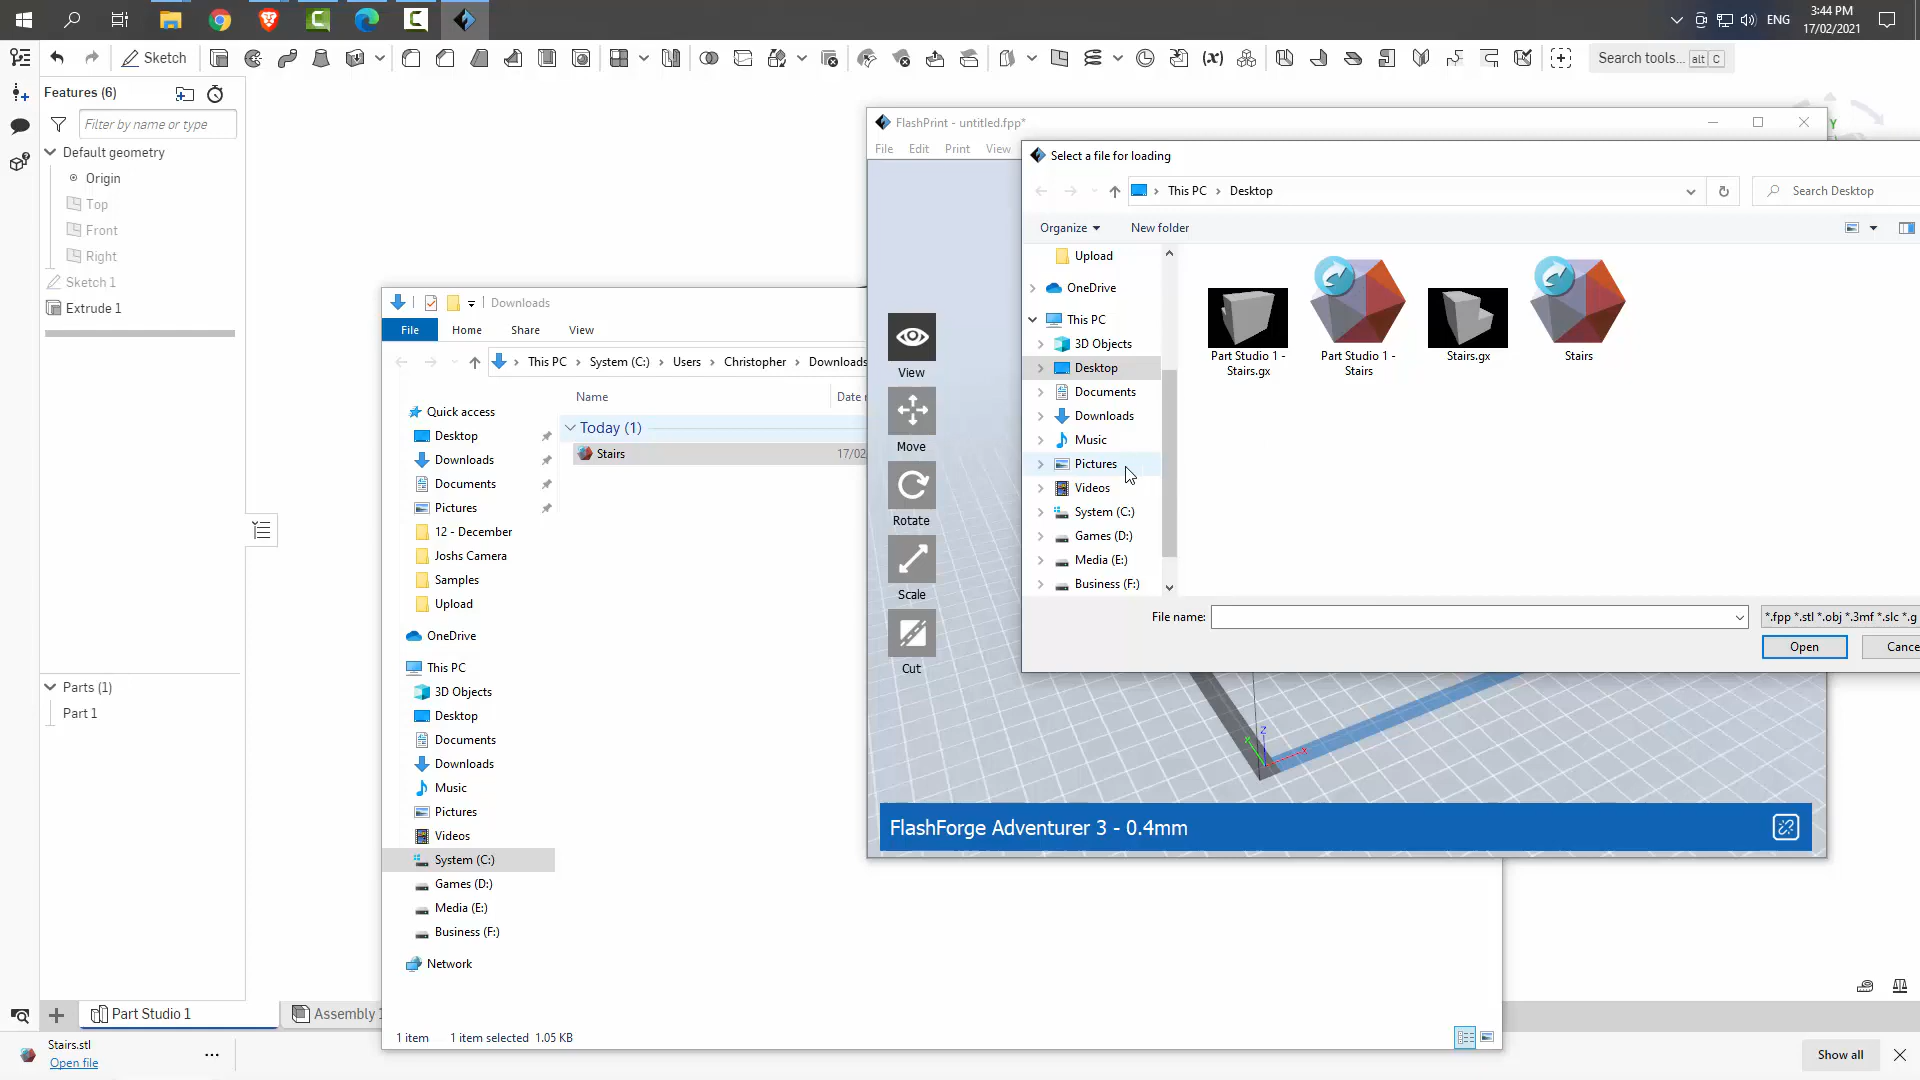 3:44 PM
ENG
17/02/2021
Sketch
Search tools...
alt C
Features (6)
Filter by name or type
Default geometry
Origin
Top
Front
Right
Sketch 1
Extrude 1
Parts (1)
Part 1
FlashPrint - untitled.fpp*
File Edit Print View
Select a file for loading
This PC Desktop
Search Desktop
Organize
New folder
Upload
OneDrive
This PC
3D Objects
Desktop
Documents
Downloads
Music
Pictures
Videos
System (C:)
Games (D:)
Media (E:)
Business (F:)
Part Studio 1 -
Stairs.gx
Part Studio 1 -
Stairs
Stairs.gx
Stairs
File name:
*.fpp *.stl *.obj *.3mf *.slc *.g
Open
Cance
View
Move
Rotate
Scale
Cut
Z
X
Y
FlashForge Adventurer 3 - 0.4mm
Downloads
File Home Share View
This PC System (C:) Users Christopher Downloads
Name
Date
Today (1)
Stairs
17/02
Quick access
Desktop
Downloads
Documents
Pictures
12 - December
Joshs Camera
Samples
Upload
OneDrive
This PC
3D Objects
Desktop
Documents
Downloads
Music
Pictures
Videos
System (C:)
Games (D:)
Media (E:)
Business (F:)
Network
1 item 1 item selected 1.05 KB
Part Studio 1
Assembly 1
Stairs.stl
Open file
Show all